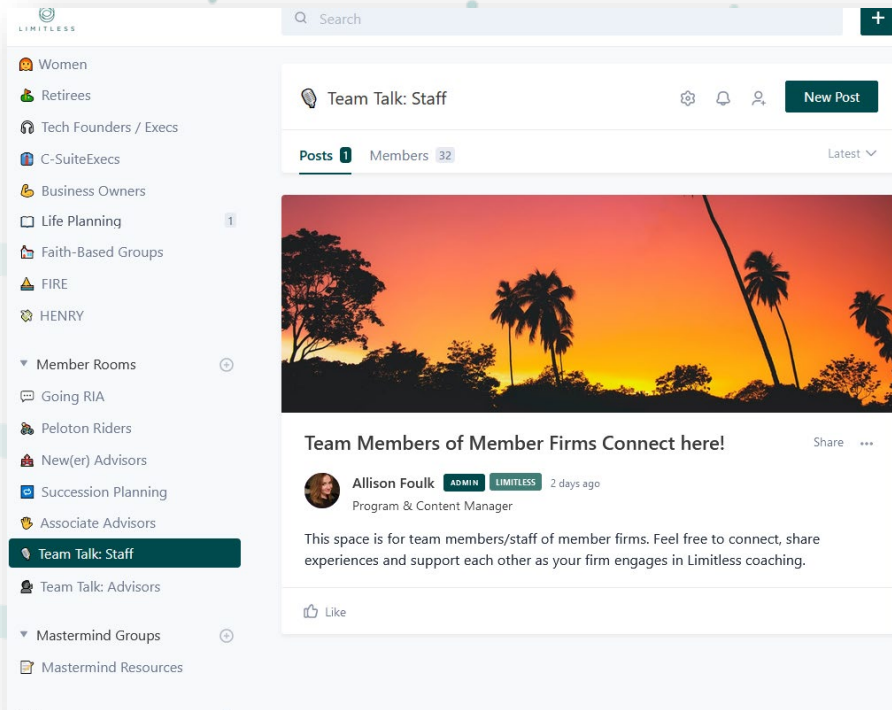 LIMITLESS
Search
+
Women
Retirees
Tech Founders / Execs
C-SuiteExecs
Business Owners
Life Planning 1
Faith-Based Groups
FIRE
HENRY
Member Rooms
Going RIA
Peloton Riders
New(er) Advisors
Succession Planning
Associate Advisors
Team Talk: Staff
Team Talk: Advisors
Mastermind Groups
Mastermind Resources
Team Talk: Staff
New Post
Posts 1 Members 32
Latest
Team Members of Member Firms Connect here!
Share ...
Allison Foulk ADMIN LIMITLESS 2 days ago
Program & Content Manager
This space is for team members/staff of member firms. Feel free to connect, share
experiences and support each other as your firm engages in Limitless coaching.
Like